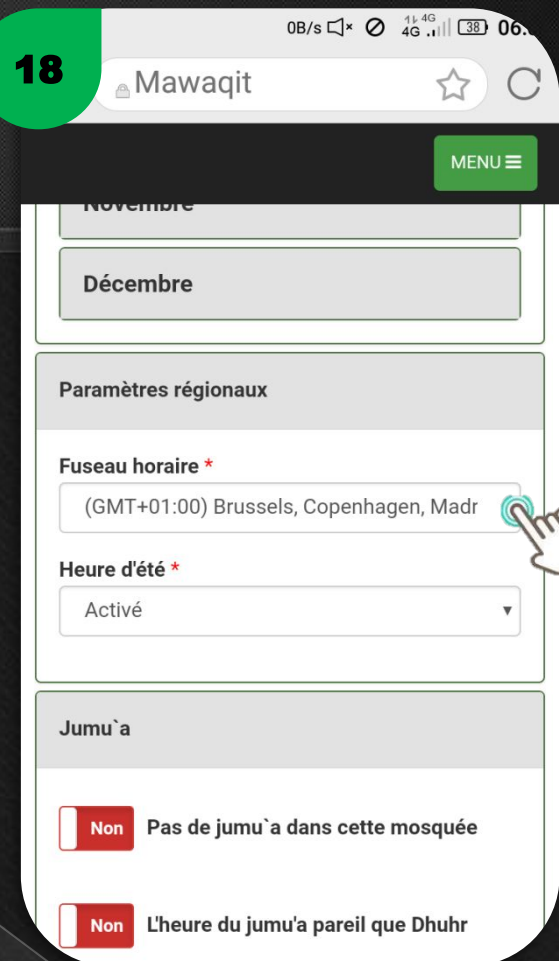 0B/s 4G 4G 38 06.
18
Mawaqit
MENU
Novembre
Décembre
Paramètres régionaux
Fuseau horaire *
(GMT+01:00) Brussels, Copenhagen, Madr
Heure d'été *
Activé
Jumu`a
Non Pas de jumu`a dans cette mosquée
Non L'heure du jumu'a pareil que Dhuhr